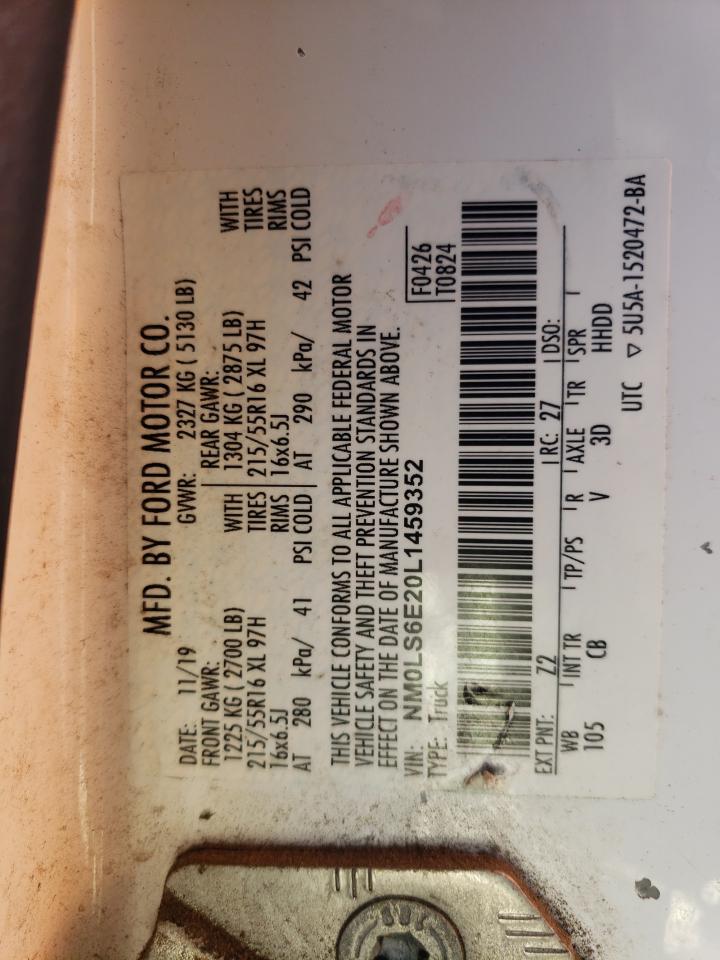 MFD. BY FORD MOTOR CO.
DATE: 11/19 GVWR: 2327 KG ( 5130 LB)
FRONT GAWR: REAR GAWR:
1225 KG ( 2700 LB) WITH 1304 KG ( 2875 LB) WITH
215/55R16 XL 97H TIRES 215/55R16 XL 97H TIRES
16x6.5J RIMS 16x6.5J RIMS
AT 280 kPa/ 41 PSI COLD AT 290 kPa/ 42 PSI COLD
THIS VEHICLE CONFORMS TO ALL APPLICABLE FEDERAL MOTOR
VEHICLE SAFETY AND THEFT PREVENTION STANDARDS IN
EFFECT ON THE DATE OF MANUFACTURE SHOWN ABOVE.
VIN: NM0LS6E20L1459352 F0426
TYPE: Truck T0824
EXT PNT: Z2 RC: 27 DSO:
WB INT TR TP/PS R AXLE TR SPR
105 CB V 3D HHDD
UTC ▽ 5U5A-1520472-BA